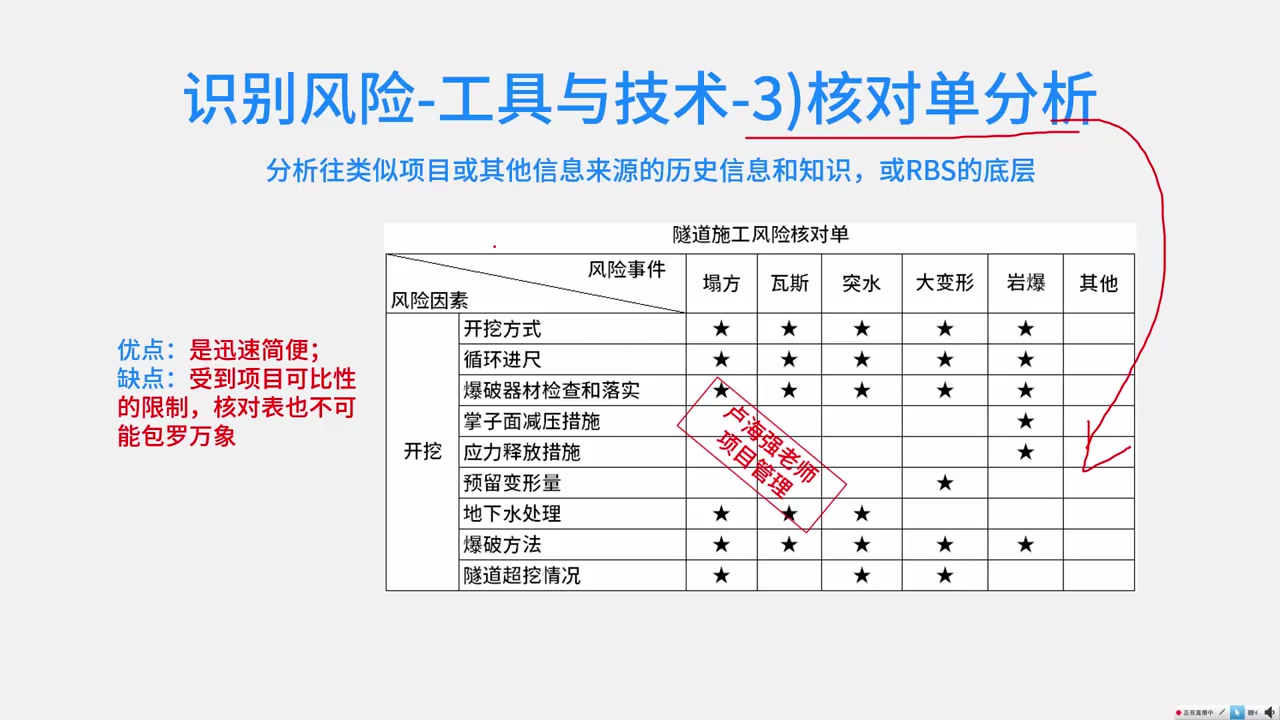 识别风险-工具与技术-3)核对单分析
分析往类似项目或其他信息来源的历史信息和知识，或RBS的底层
隧道施工风险核对单
风险事件
风险因素
塌方 瓦斯 突水 大变形 岩爆 其他
优点：是迅速简便；
缺点：受到项目可比性
的限制，核对表也不可
能包罗万象
开挖
开挖方式 ★ ★ ★ ★ ★
循环进尺 ★ ★ ★ ★ ★
爆破器材检查和落实 ★ ★ ★ ★ ★
掌子面减压措施 ★
应力释放措施 ★
预留变形量 ★
地下水处理 ★ ★ ★
爆破方法 ★ ★ ★ ★ ★
隧道超挖情况 ★ ★ ★
卢海强老师
项目管理
正在直播中